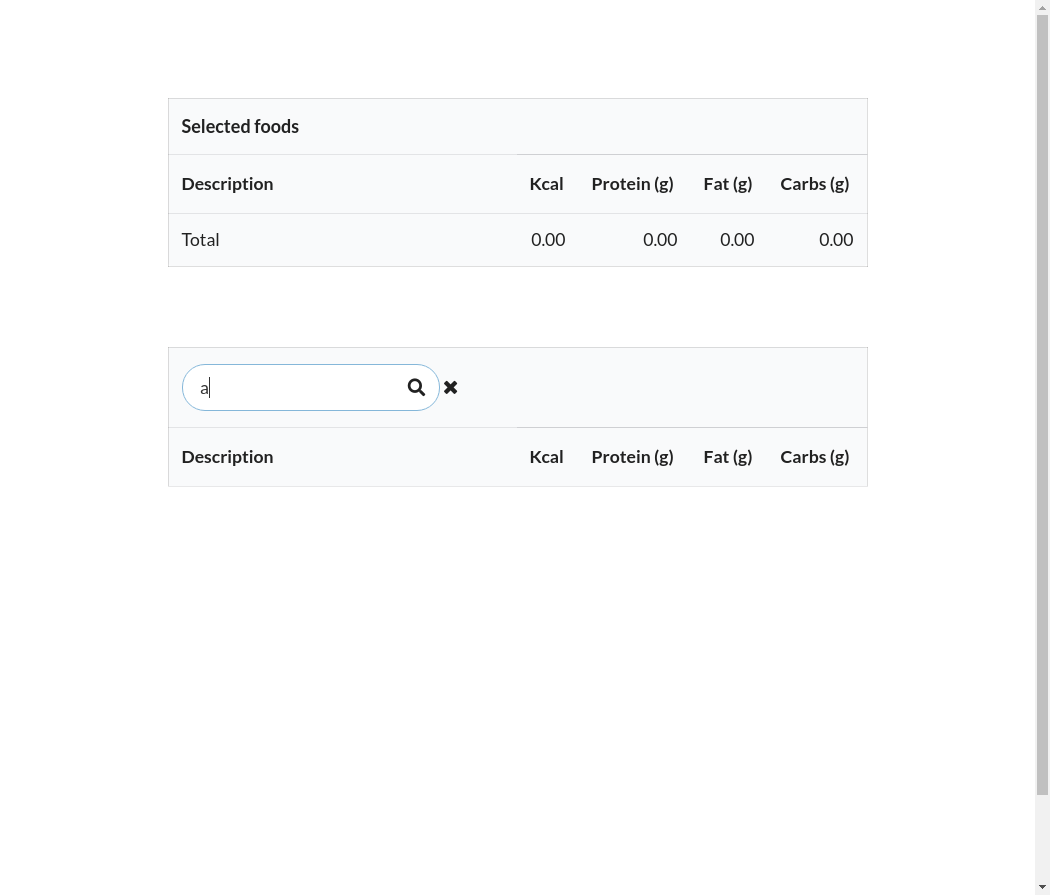 Selected foods
Description Kcal Protein (g) Fat (g) Carbs (g)
Total 0.00 0.00 0.00 0.00
a
Description Kcal Protein (g) Fat (g) Carbs (g)